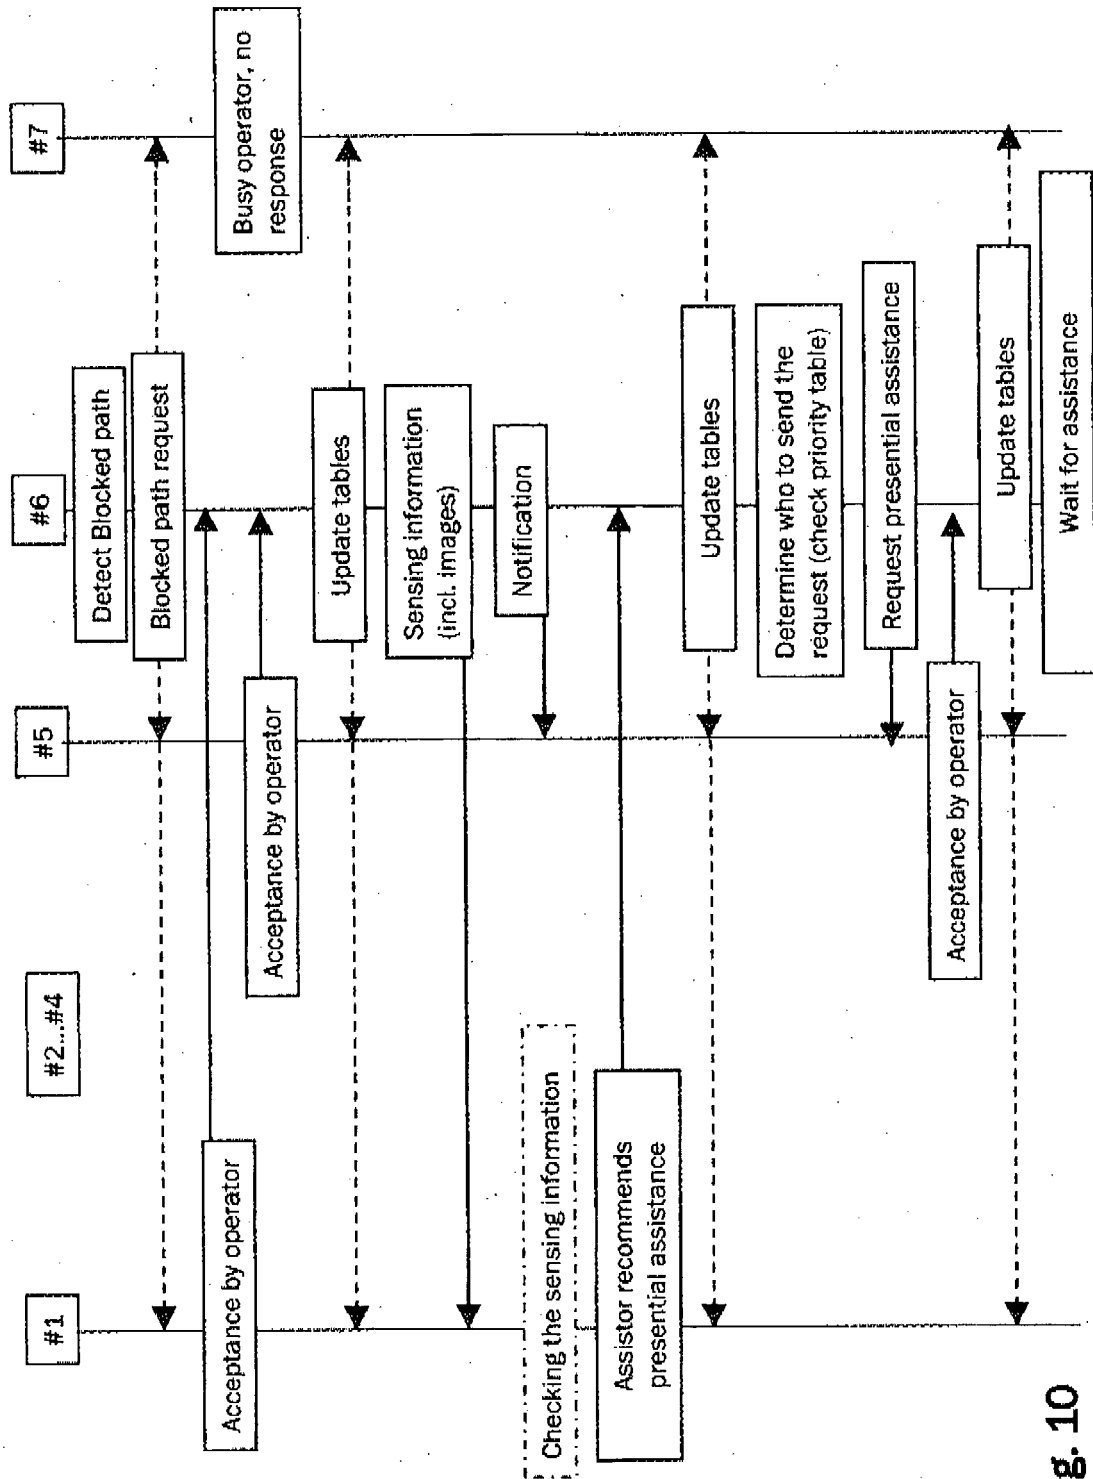 #1
#2...#4
#5
#6
#7
Detect Blocked path
Blocked path request
Acceptance by operator
Busy operator, no
response
Acceptance by operator
Update tables
Sensing information
(incl. images)
Notification
Checking the sensing information
Assistor recommends
presential assistance
Update tables
Determine who to send the
request (check priority table)
Request presential assistance
Acceptance by operator
Update tables
Wait for assistance
g. 10